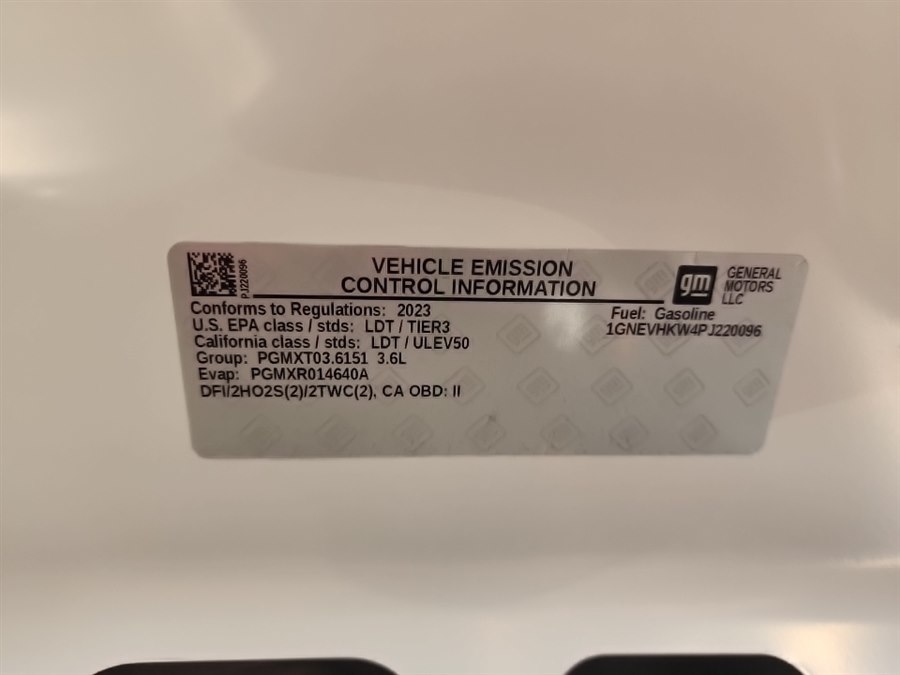 PJ220096
VEHICLE EMISSION
CONTROL INFORMATION
gm
GENERAL
MOTORS
LLC
Conforms to Regulations: 2023
U.S. EPA class / stds: LDT / TIER3
California class / stds: LDT / ULEV50
Group: PGMXT03.6151 3.6L
Evap: PGMXR014640A
DFI/2HO2S(2)/2TWC(2), CA OBD: II
Fuel: Gasoline
1GNEVHKW4PJ220096